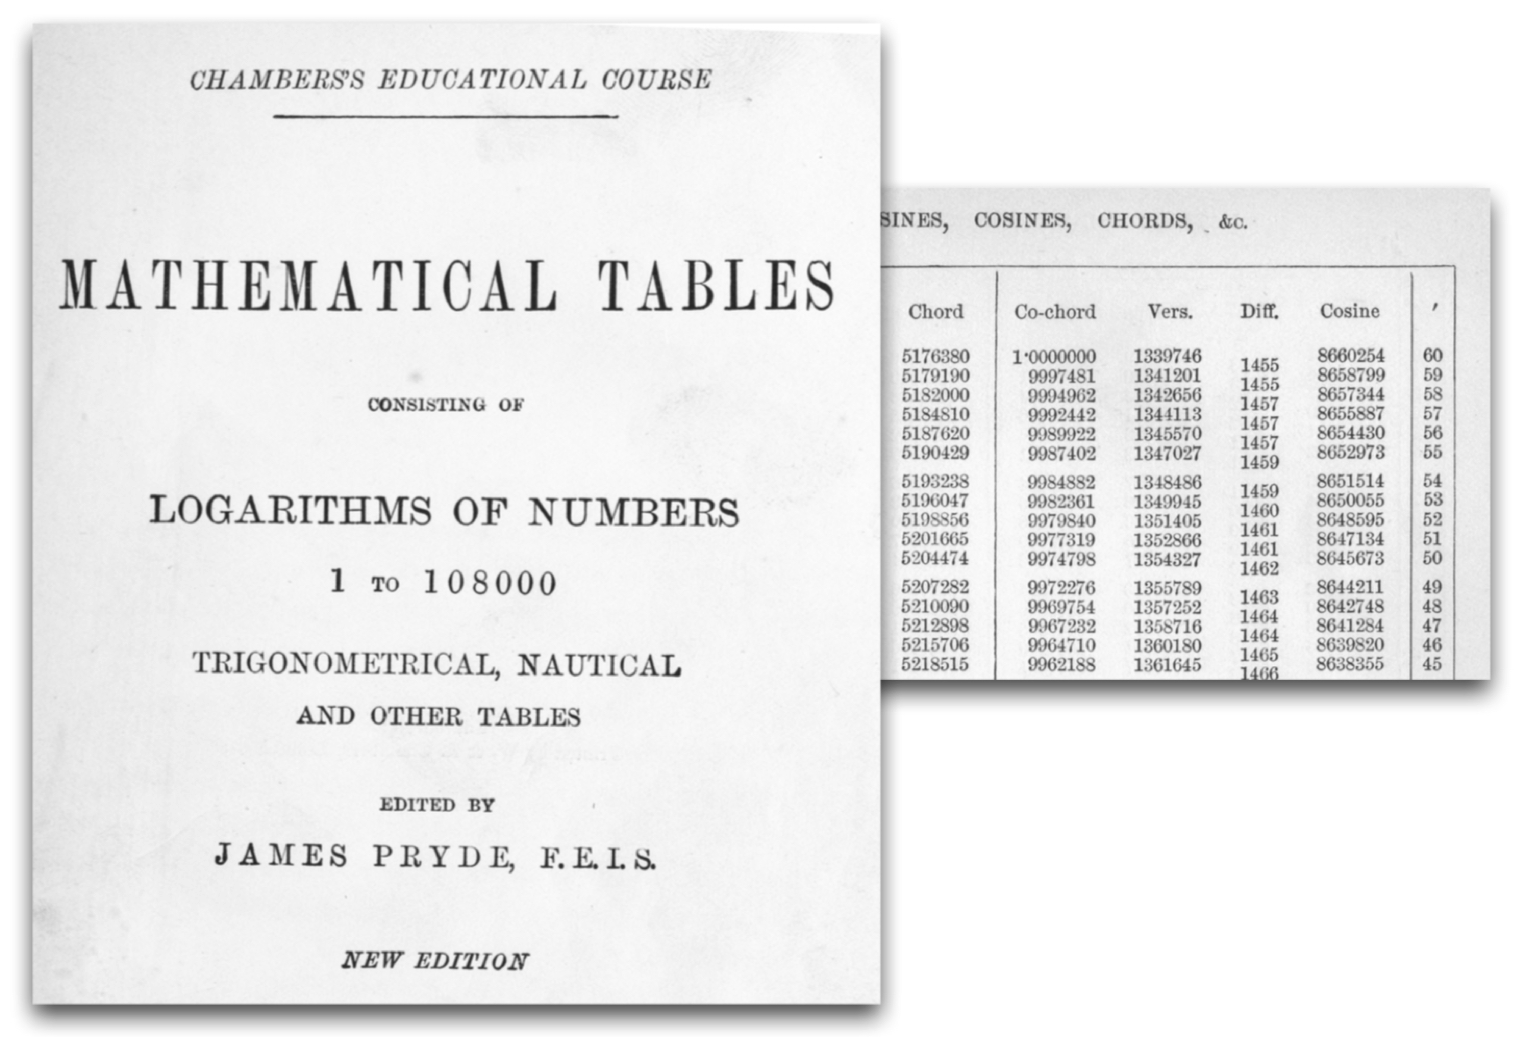 CHAMBERS'S EDUCATIONAL COURSE
MATHEMATICAL TABLES
CONSISTING OF
LOGARITHMS OF NUMBERS
1 TO 108000
TRIGONOMETRICAL, NAUTICAL
AND OTHER TABLES
EDITED BY
JAMES PRYDE, F.E.I.S.
NEW EDITION
SINES, COSINES, CHORDS, &c.
Chord Co-chord Vers. Diff. Cosine ′
5176380 1·0000000 1339746 8660254 60
1455
5179190 9997481 1341201 8658799 59
1455
5182000 9994962 1342656 8657344 58
1457
5184810 9992442 1344113 8655887 57
1457
5187620 9989922 1345570 8654430 56
1457
5190429 9987402 1347027 8652973 55
1459
5193238 9984882 1348486 8651514 54
1459
5196047 9982361 1349945 8650055 53
1460
5198856 9979840 1351405 8648595 52
1461
5201665 9977319 1352866 8647134 51
1461
5204474 9974798 1354327 8645673 50
1462
5207282 9972276 1355789 8644211 49
1463
5210090 9969754 1357252 8642748 48
1464
5212898 9967232 1358716 8641284 47
1464
5215706 9964710 1360180 8639820 46
1465
5218515 9962188 1361645 8638355 45
1466